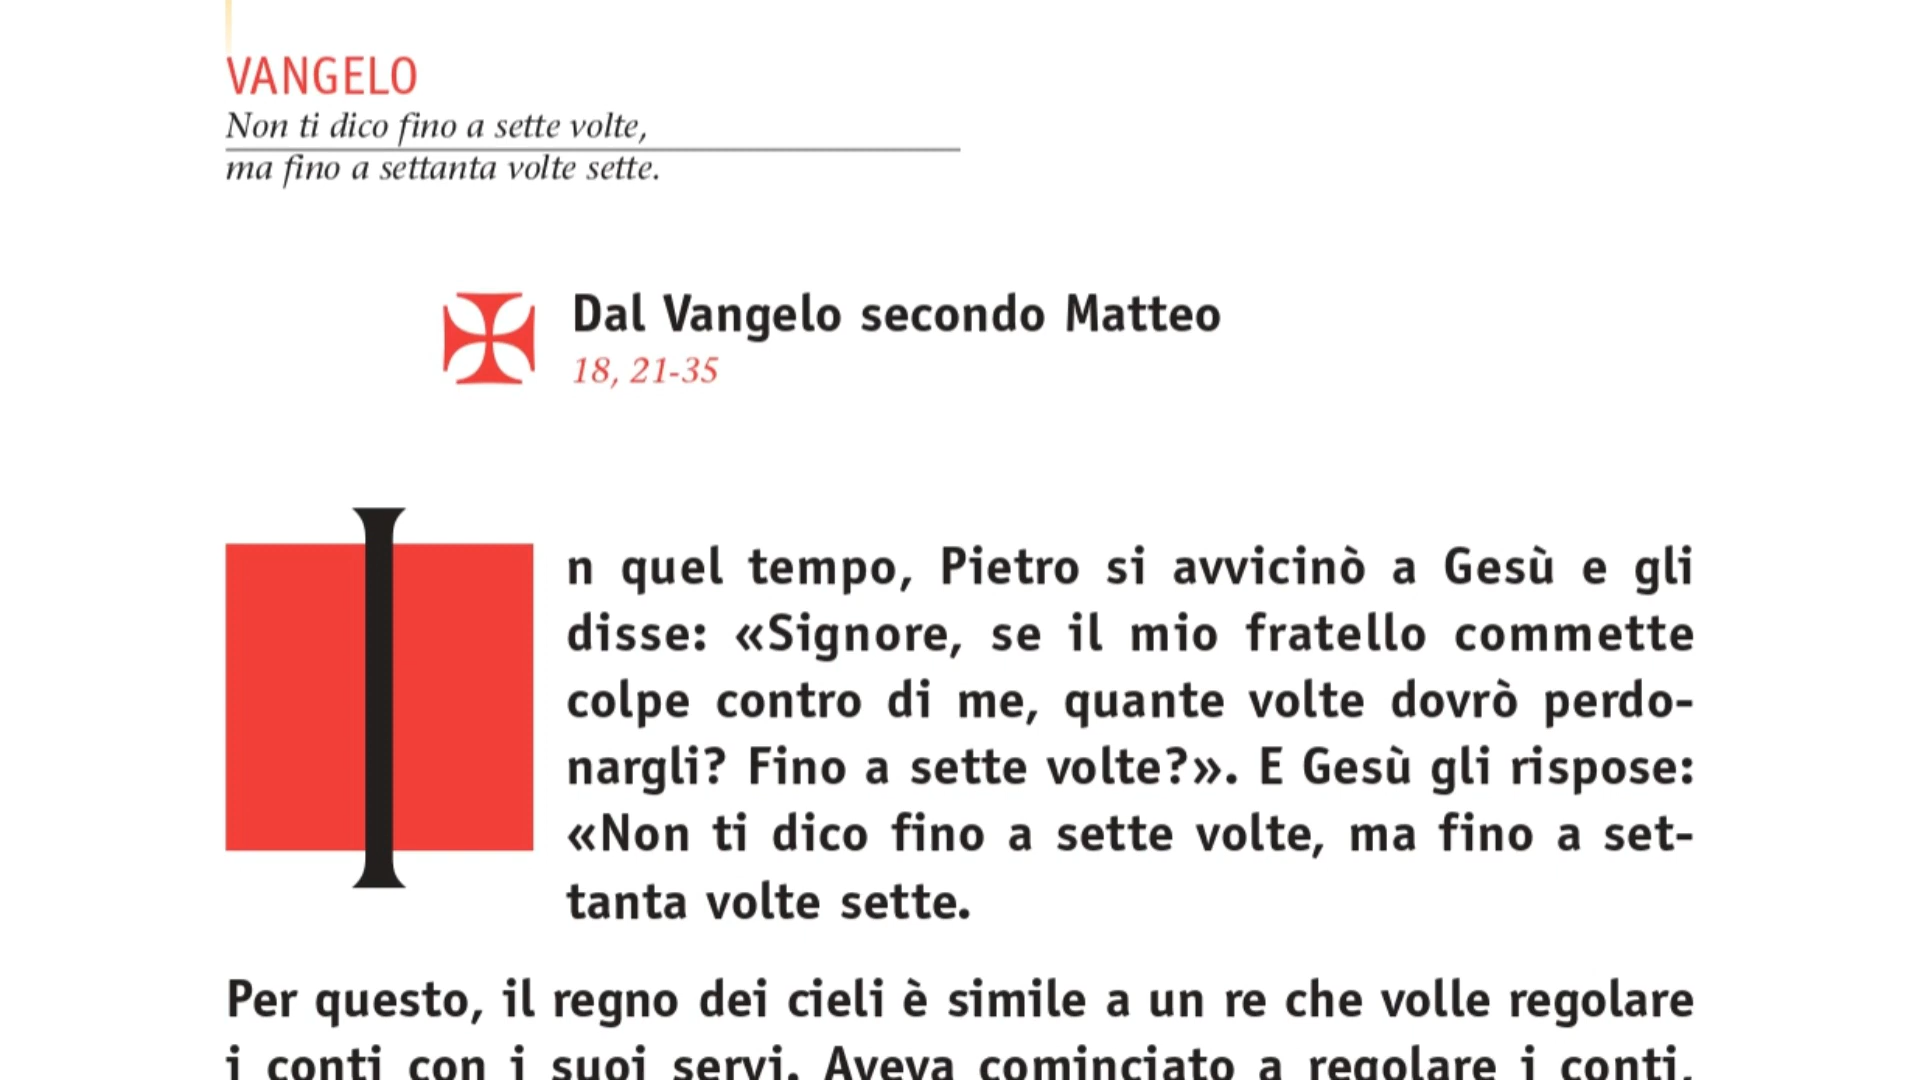 VANGELO
Non ti dico fino a sette volte,
ma fino a settanta volte sette.
Dal Vangelo secondo Matteo
18, 21-35
In quel tempo, Pietro si avvicinò a Gesù e gli
disse: «Signore, se il mio fratello commette
colpe contro di me, quante volte dovrò perdo-
nargli? Fino a sette volte?». E Gesù gli rispose:
«Non ti dico fino a sette volte, ma fino a set-
tanta volte sette.
Per questo, il regno dei cieli è simile a un re che volle regolare
i conti con i suoi servi. Aveva cominciato a regolare i conti,